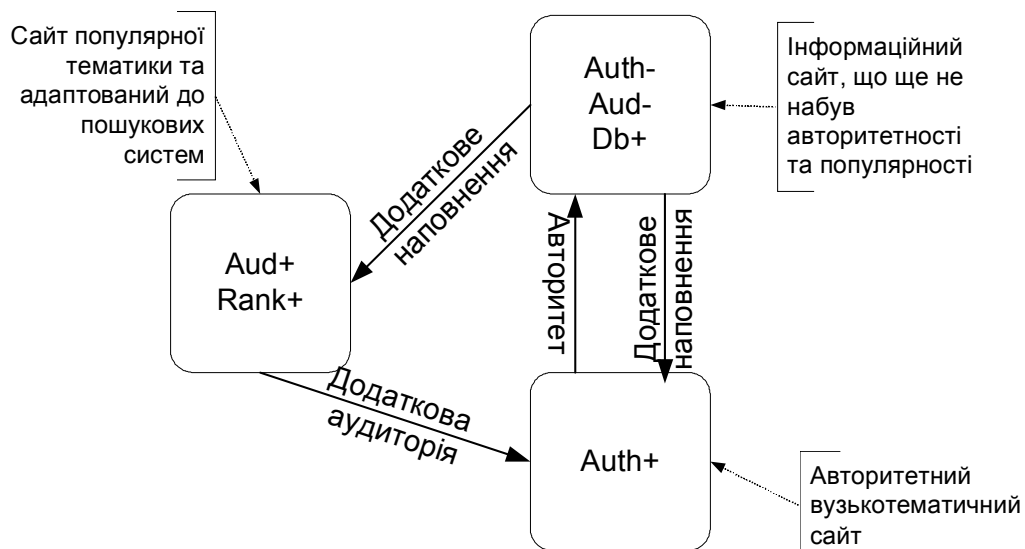 Сайт популярної
тематики та
адаптований до
пошукових
систем
Auth-
Aud-
Db+
Інформаційний
сайт, що ще не
набув
авторитетності
та популярності
Додаткове
наповнення
Aud+
Rank+
Авторитет
Додаткове
наповнення
Додаткова
аудиторія
Auth+
Авторитетний
вузькотематичний
сайт